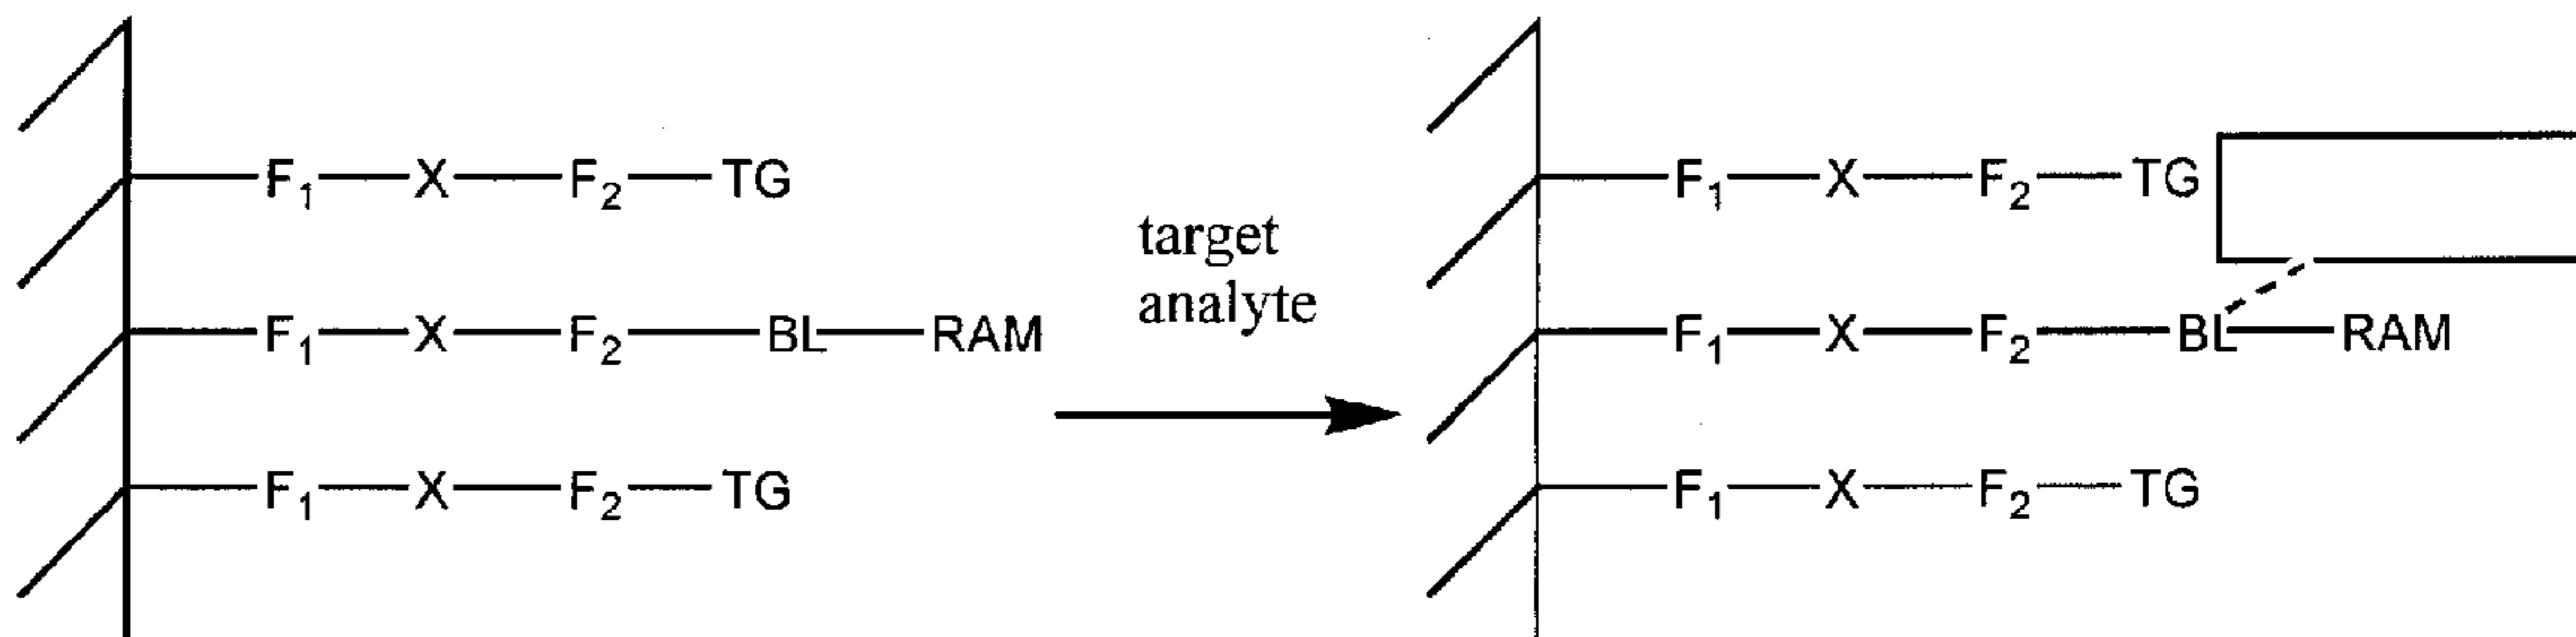 F₁ X F₂ TG
F₁ X F₂ BL RAM
F₁ X F₂ TG
target
analyte
F₁ X F₂ TG
F₁ X F₂ BL RAM
F₁ X F₂ TG